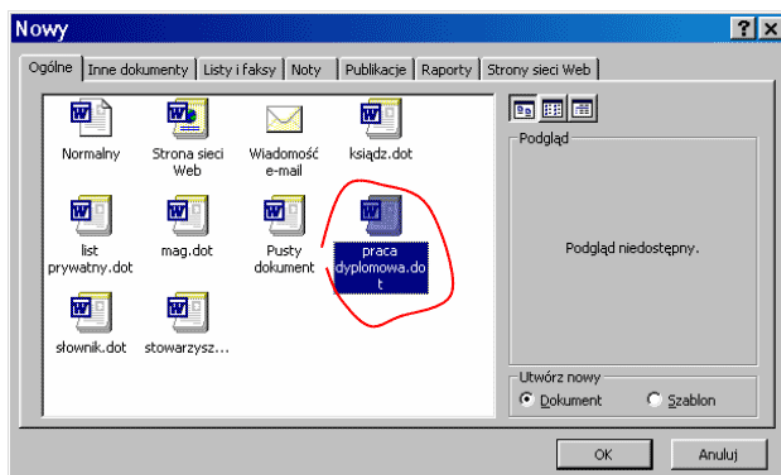 Nowy
Ogólne Inne dokumenty Listy i faksy Noty Publikacje Raporty Strony sieci Web
Normalny
Strona sieci
Web
Wiadomość
e-mail
ksiądz.dot
list
prywatny.dot
mag.dot
Pusty
dokument
praca
dyplomowa.do
t
słownik.dot
stowarzysz...
Podgląd
Podgląd niedostępny.
Utwórz nowy
Dokument Szablon
OK Anuluj